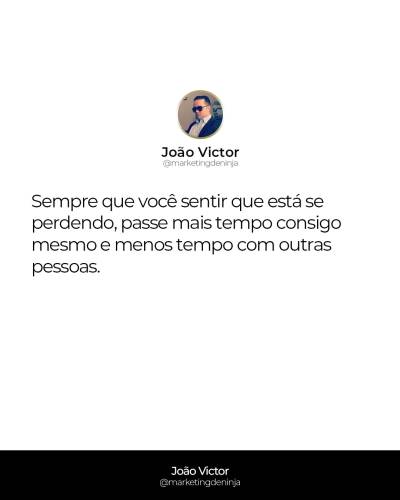 João Victor
@marketingdeninja
Sempre que você sentir que está se
perdendo, passe mais tempo consigo
mesmo e menos tempo com outras
pessoas.
João Victor
@marketingdeninja